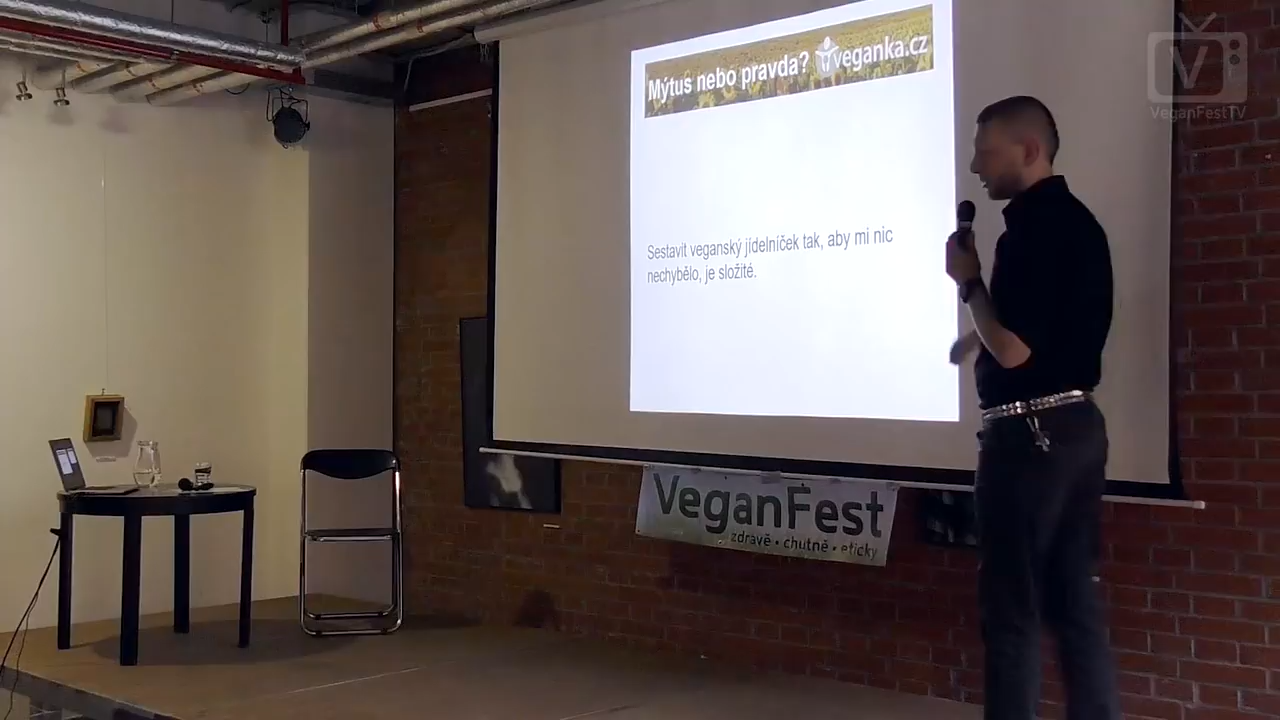 Mýtus nebo pravda? veganka.cz
Sestavit veganský jídelníček tak, aby mi nic
nechybělo, je složité.
VeganFest
zdravě • chutně • eticky
V
VeganFestTV